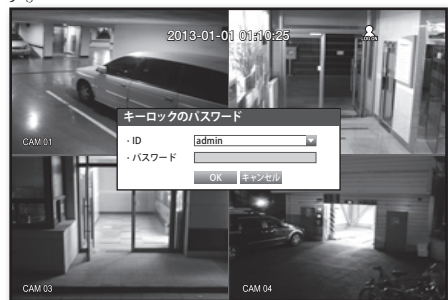 2013-01-01 01:10:25
LOG ON
CAM 01
キーロックのパスワード
· ID
admin
· パスワード
OK
キャンセル
CAM 03
CAM 04